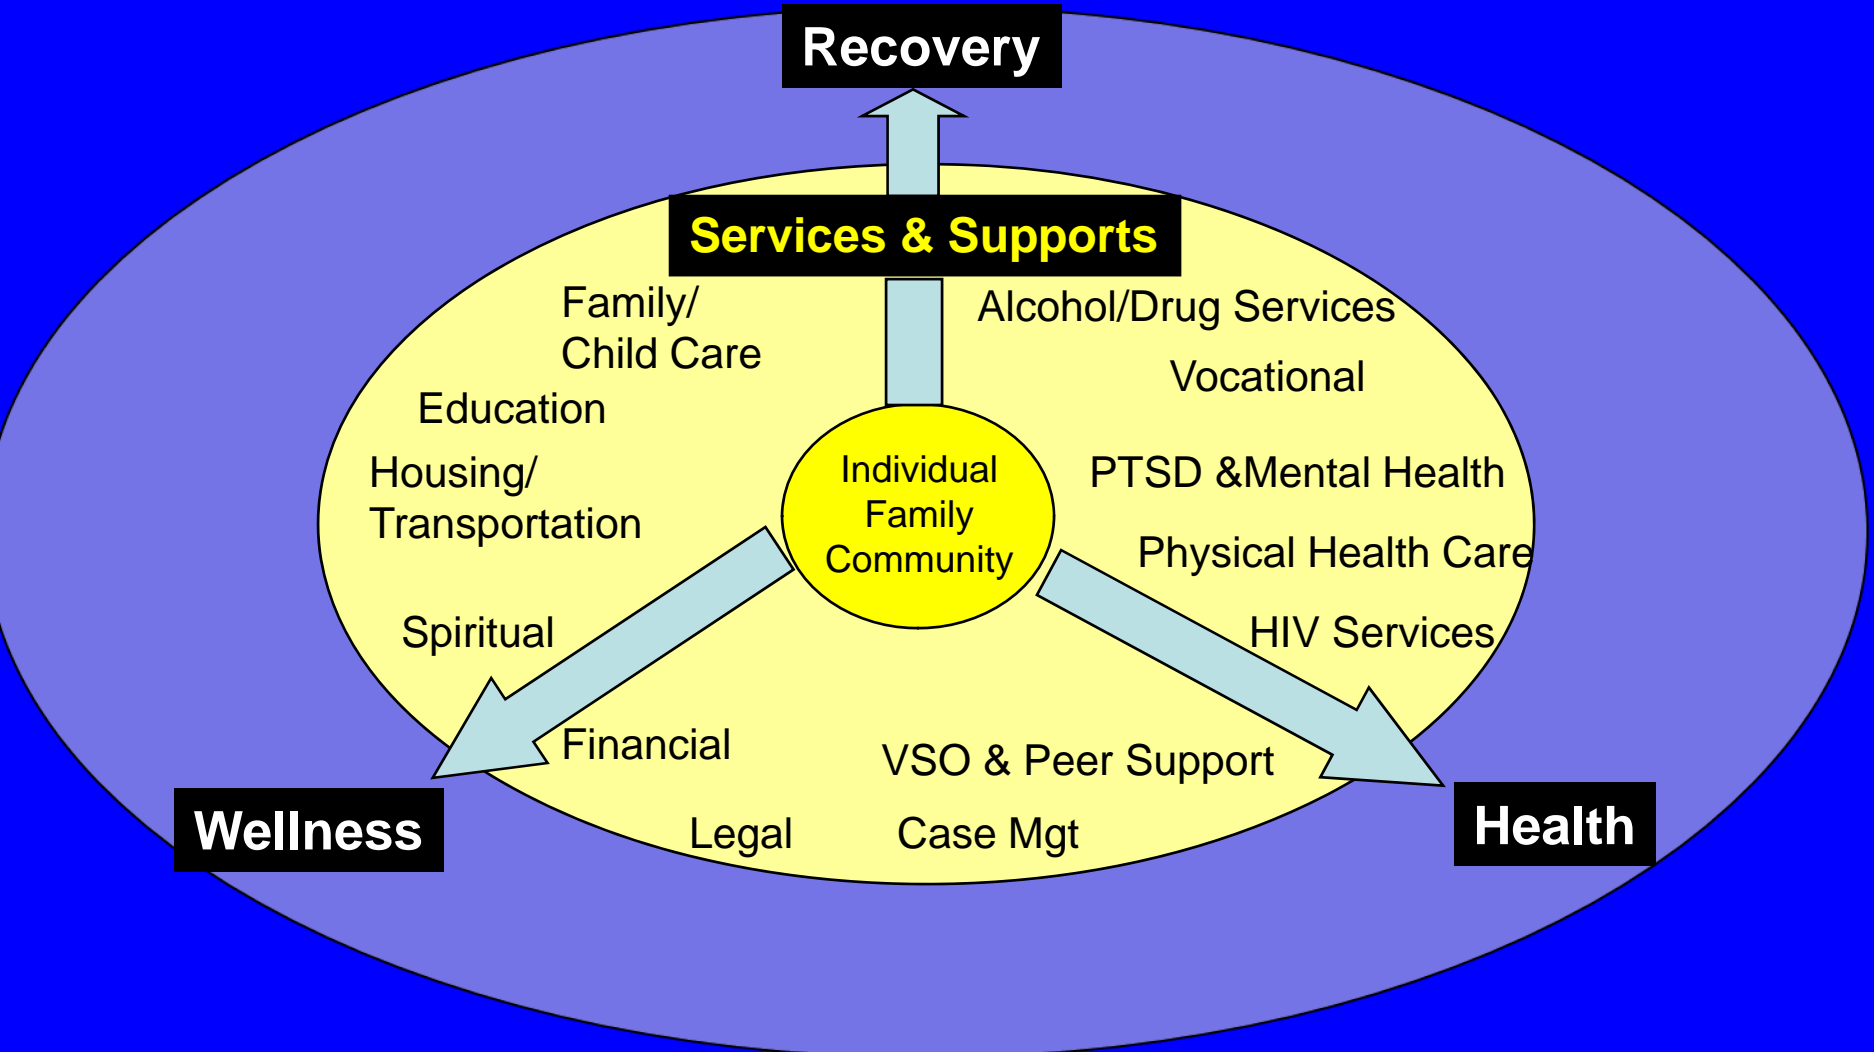 Recovery
Services & Supports
Family/
Child Care
Alcohol/Drug Services
Vocational
Education
Housing/
Transportation
Individual
Family
Community
PTSD &Mental Health
Physical Health Care
Spiritual
HIV Services
Financial
VSO & Peer Support
Wellness
Legal
Case Mgt
Health